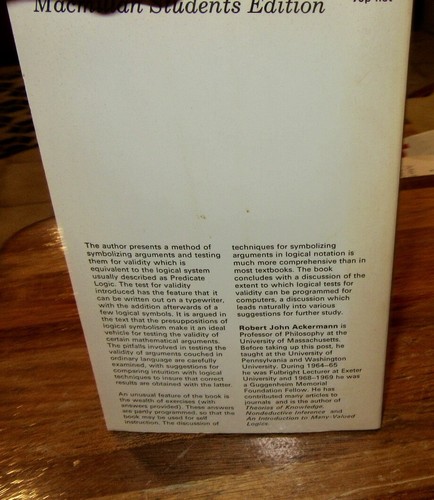 Macmillan Students Edition
The author presents a method of
symbolizing arguments and testing
them for validity which is
equivalent to the logical system
usually described as Predicate
Logic. The test for validity
introduced has the feature that it
can be written out on a typewriter,
with the addition afterwards of a
few logical symbols. It is argued in
the text that the presuppositions of
logical symbolism make it an ideal
vehicle for testing the validity of
certain mathematical arguments.
The pitfalls involved in testing the
validity of arguments couched in
ordinary language are carefully
examined, with suggestions for
comparing intuition with logical
techniques to insure that correct
results are obtained with the latter.
An unusual feature of the book is
the wealth of exercises (with
answers provided). These answers
are partly programmed, so that the
book may be used for self
instruction. The discussion of
techniques for symbolizing
arguments in logical notation is
much more comprehensive than in
most textbooks. The book
concludes with a discussion of the
extent to which logical tests for
validity can be programmed for
computers, a discussion which
leads naturally into various
suggestions for further study.
Robert John Ackermann is
Professor of Philosophy at the
University of Massachusetts.
Before taking up this post, he
taught at the University of
Pennsylvania and Washington
University. During 1964-65
he was Fulbright Lecturer at Exeter
University and 1968-1969 he was
a Guggenheim Memorial
Foundation Fellow. He has
contributed many articles to
journals and is the author of
Theories of Knowledge,
Nondeductive Inference and
An Introduction to Many-Valued
Logics